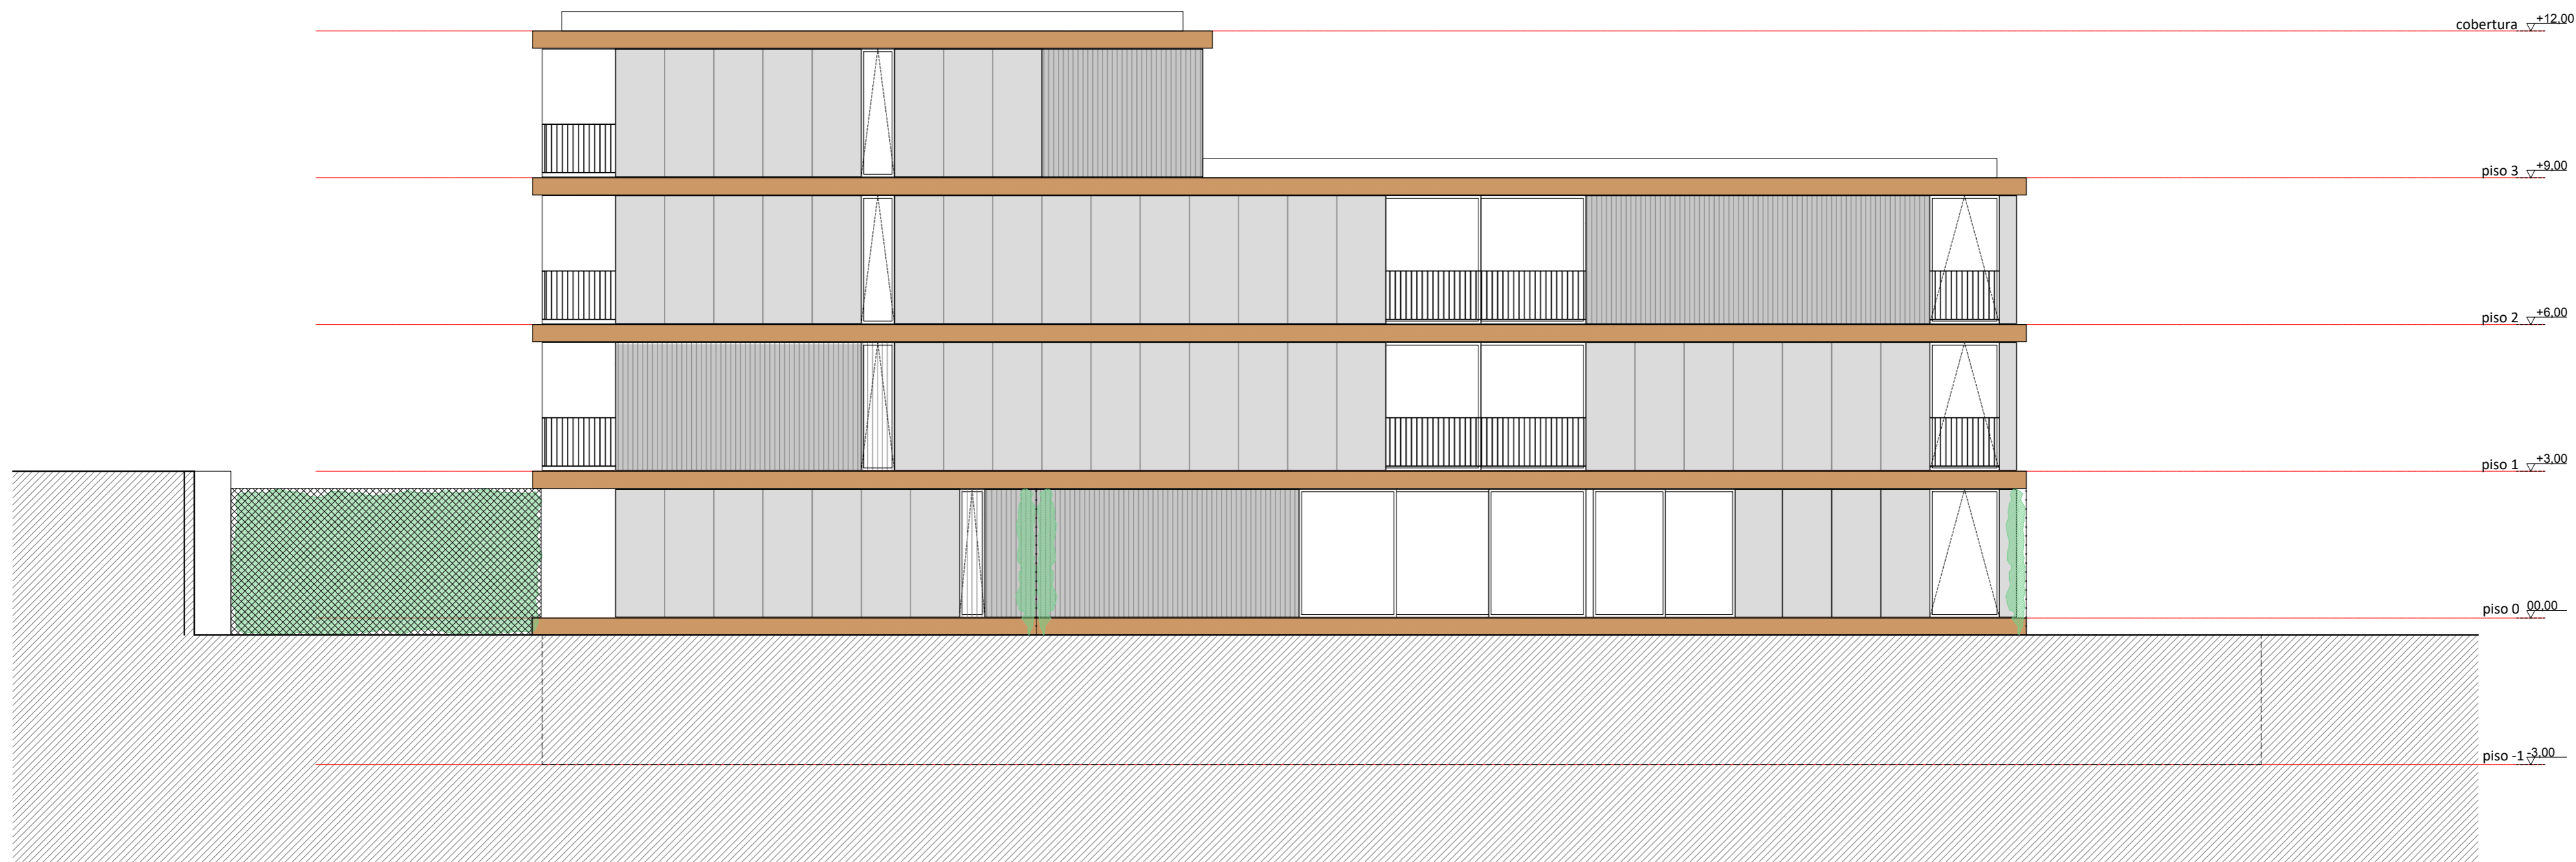 cobertura +12,00
piso 3 +9,00
piso 2 +6,00
piso 1 +3,00
piso 0 00,00
piso -1 -3,00